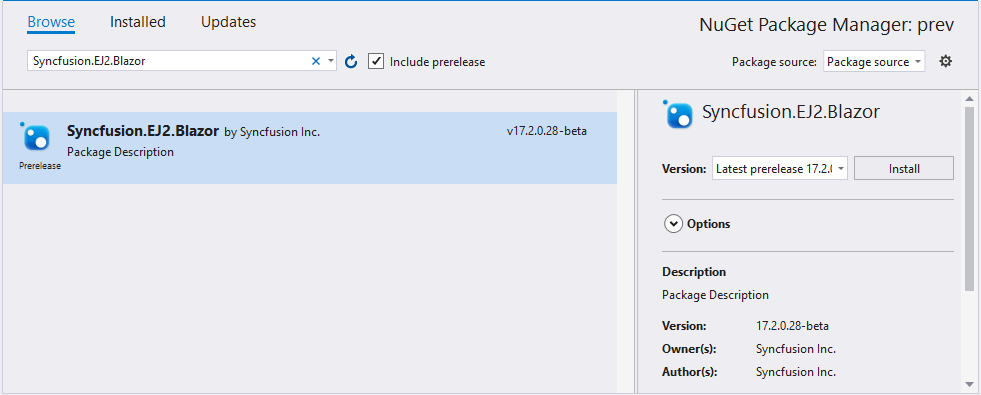 Browse Installed Updates NuGet Package Manager: prev
Syncfusion.EJ2.Blazor Include prerelease Package source: Package source
Syncfusion.EJ2.Blazor by Syncfusion Inc. v17.2.0.28-beta
Package Description
Prerelease
Syncfusion.EJ2.Blazor
Version: Latest prerelease 17.2.( Install
Options
Description
Package Description
Version: 17.2.0.28-beta
Owner(s): Syncfusion Inc.
Author(s): Syncfusion Inc.